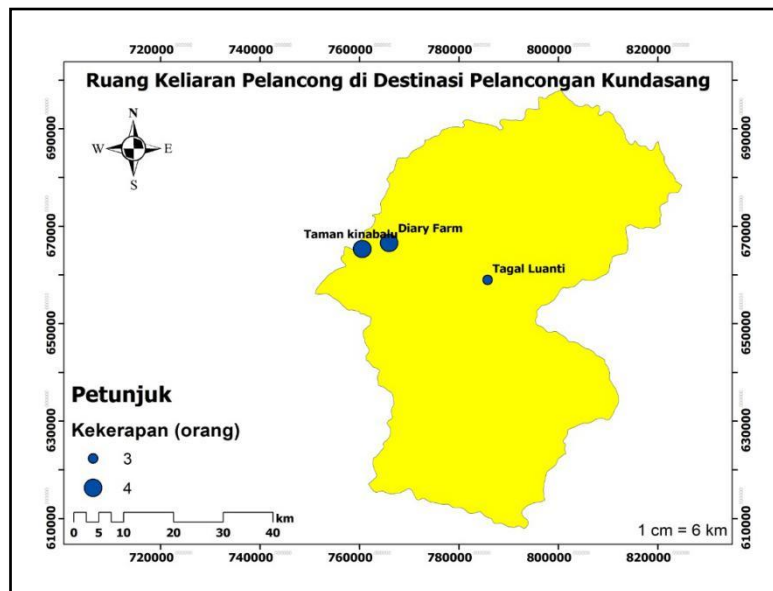 720000 740000 760000 780000 800000 820000
Ruang Keliaran Pelancong di Destinasi Pelancongan Kundasang
N
W E
S
690000 690000
670000 670000
Taman kinabalu Diary Farm
Tagal Luanti
650000 650000
Petunjuk
Kekerapan (orang)
3
4
630000 630000
0 5 10 20 30 40
km
1 cm = 6 km
610000 610000
720000 740000 760000 780000 800000 820000